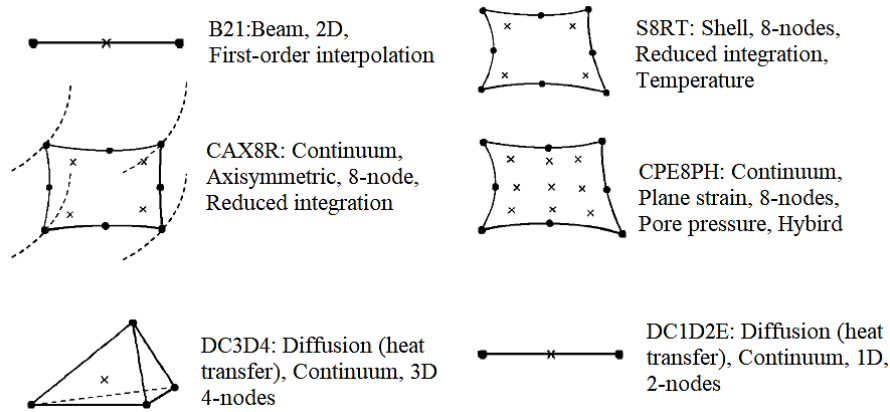 B21:Beam, 2D,
First-order interpolation
S8RT: Shell, 8-nodes,
Reduced integration,
Temperature
CAX8R: Continuum,
Axisymmetric, 8-node,
Reduced integration
CPE8PH: Continuum,
Plane strain, 8-nodes,
Pore pressure, Hybird
DC3D4: Diffusion (heat
transfer), Continuum, 3D
4-nodes
DC1D2E: Diffusion (heat
transfer), Continuum, 1D,
2-nodes